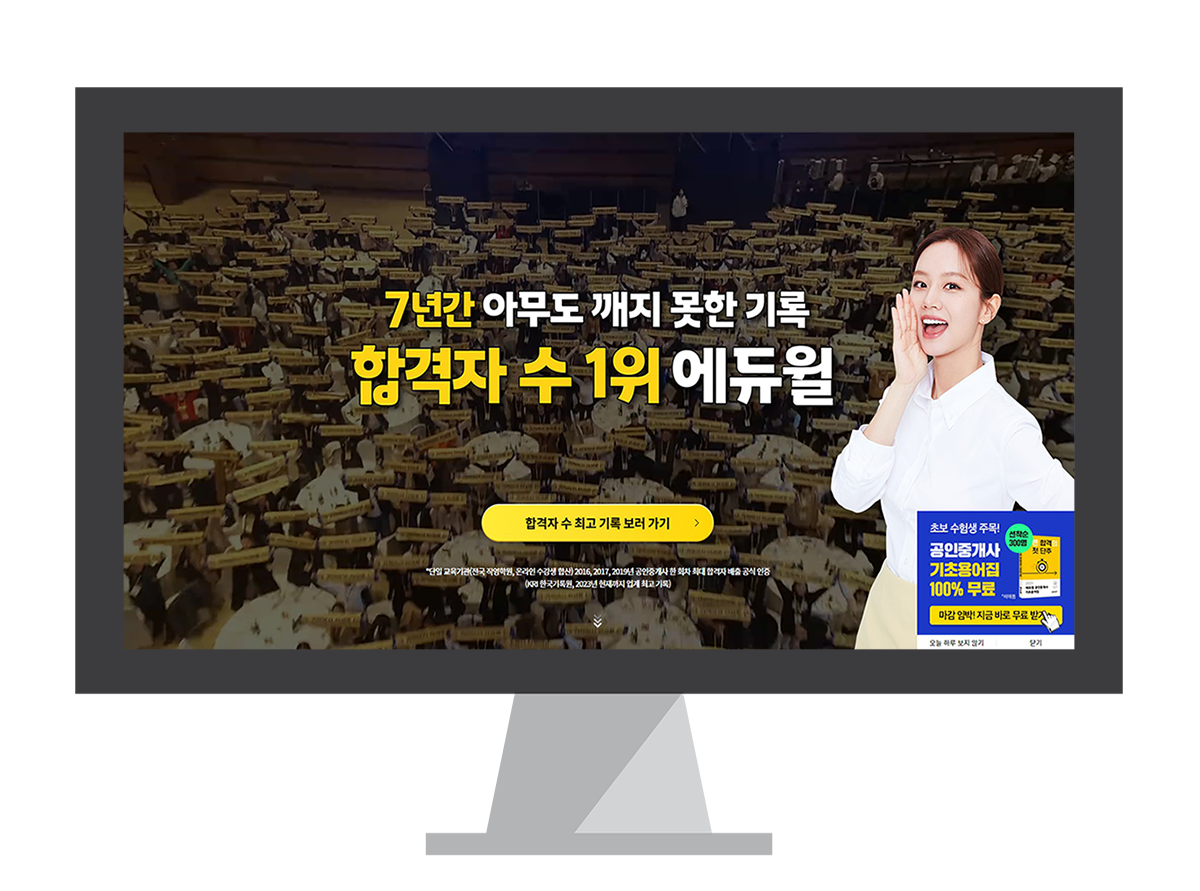 7년간 아무도 깨지 못한 기록
합격자 수 1위 에듀윌
합격자 수 최고 기록 보러 가기
*단일 교육기관(전국 직영학원, 온라인 수강생 합산) 2016, 2017, 2019년 공인중개사 한 회차 최대 합격자 배출 공식 인증
(KRI 한국기록원, 2023년 현재까지 업계 최고 기록)
초보 수험생 주목!
공인중개사
기초용어집
100% 무료
선착순
300명
합격
첫 단추
마감 임박! 지금 바로 무료 받기
오늘 하루 보지 않기
닫기